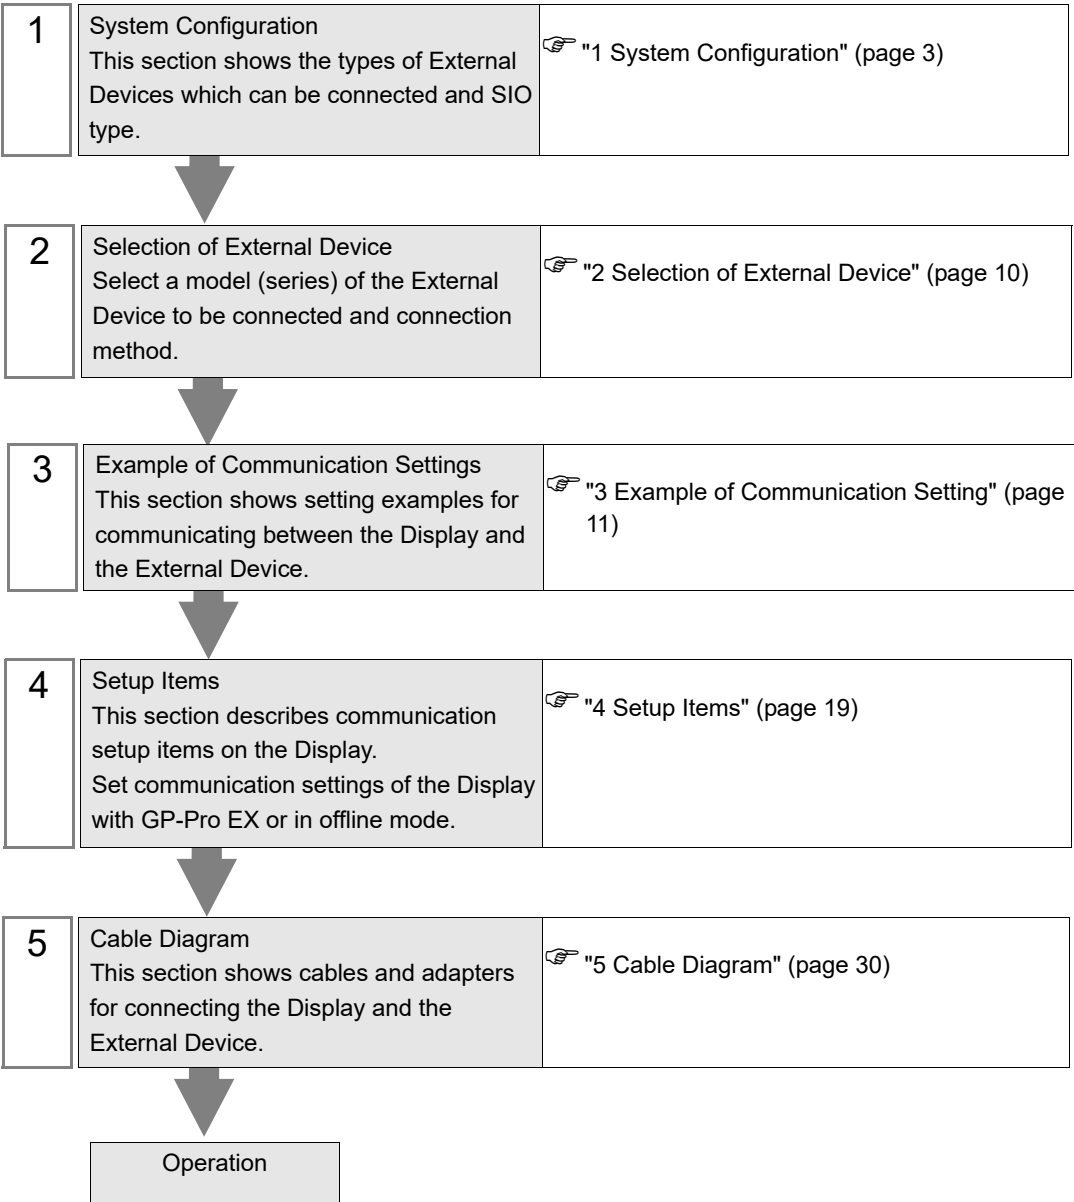 1
System Configuration
This section shows the types of External
Devices which can be connected and SIO
type.
"1 System Configuration" (page 3)
2
Selection of External Device
Select a model (series) of the External
Device to be connected and connection
method.
"2 Selection of External Device" (page 10)
3
Example of Communication Settings
This section shows setting examples for
communicating between the Display and
the External Device.
"3 Example of Communication Setting" (page
11)
4
Setup Items
This section describes communication
setup items on the Display.
Set communication settings of the Display
with GP-Pro EX or in offline mode.
"4 Setup Items" (page 19)
5
Cable Diagram
This section shows cables and adapters
for connecting the Display and the
External Device.
"5 Cable Diagram" (page 30)
Operation